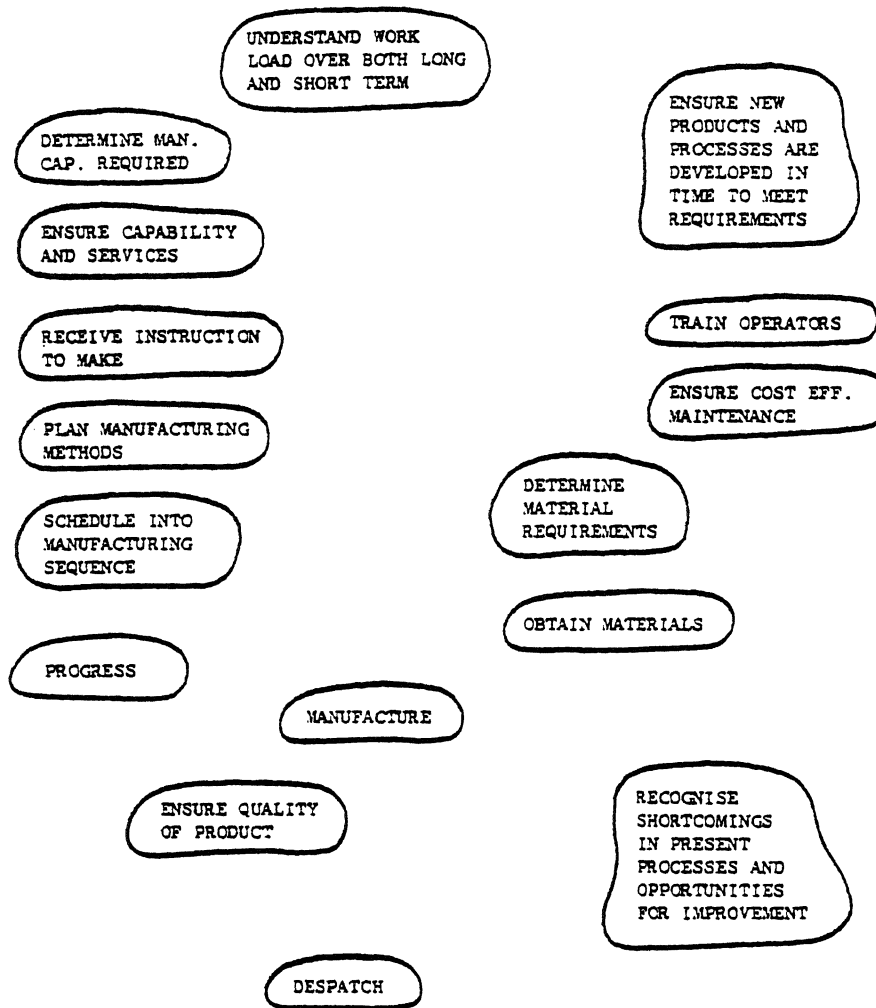 UNDERSTAND WORK
LOAD OVER BOTH LONG
AND SHORT TERM
ENSURE NEW
PRODUCTS AND
PROCESSES ARE
DEVELOPED IN
TIME TO MEET
REQUIREMENTS
DETERMINE MAN.
CAP. REQUIRED
ENSURE CAPABILITY
AND SERVICES
RECEIVE INSTRUCTION
TO MAKE
TRAIN OPERATORS
ENSURE COST EFF.
MAINTENANCE
PLAN MANUFACTURING
METHODS
DETERMINE
MATERIAL
REQUIREMENTS
SCHEDULE INTO
MANUFACTURING
SEQUENCE
OBTAIN MATERIALS
PROGRESS
MANUFACTURE
ENSURE QUALITY
OF PRODUCT
RECOGNISE
SHORTCOMINGS
IN PRESENT
PROCESSES AND
OPPORTUNITIES
FOR IMPROVEMENT
DESPATCH